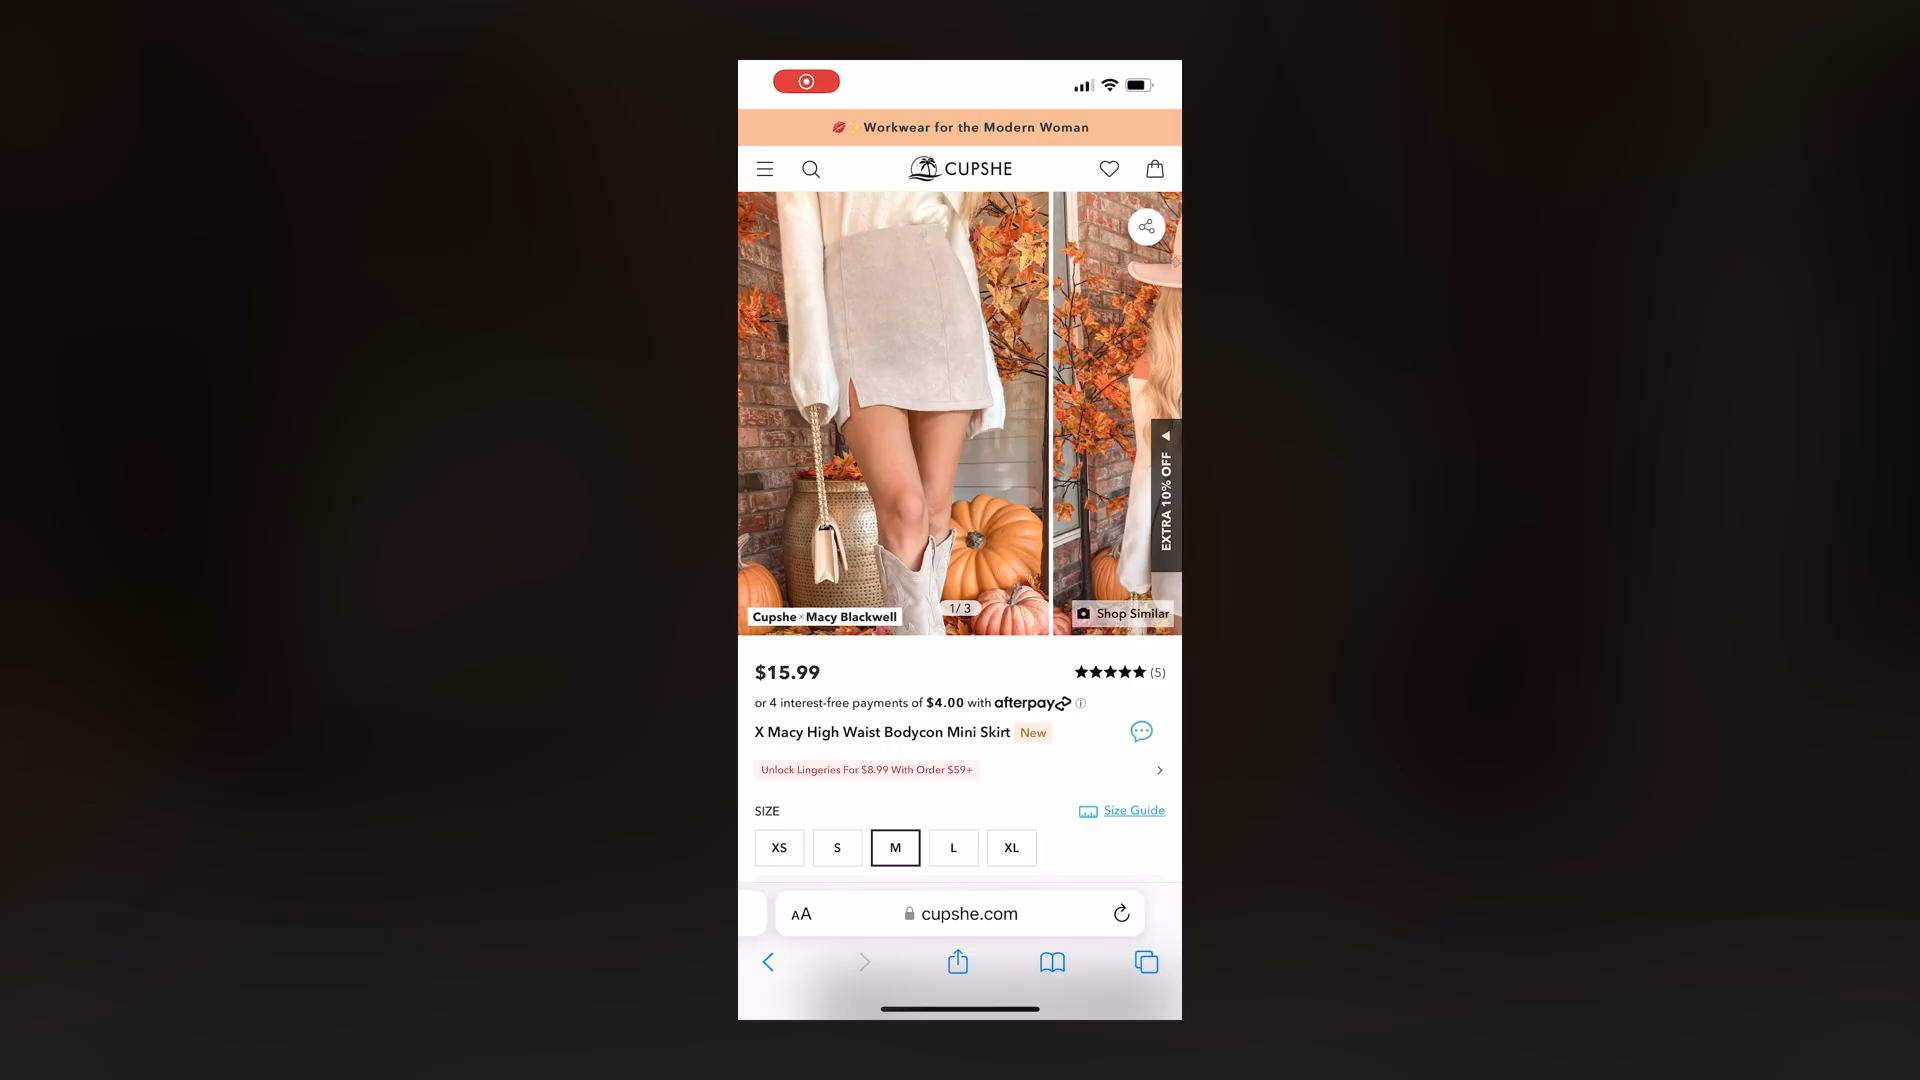 💋 ✨Workwear for the Modern Woman
CUPSHE
EXTRA 10% OFF ▲
Cupshe×Macy Blackwell
1/3
Shop Similar
$15.99
★★★★★ (5)
or 4 interest-free payments of $4.00 with afterpay
X Macy High Waist Bodycon Mini Skirt New
Unlock Lingeries For $8.99 With Order $59+
SIZE
Size Guide
XS S M L XL
AA cupshe.com